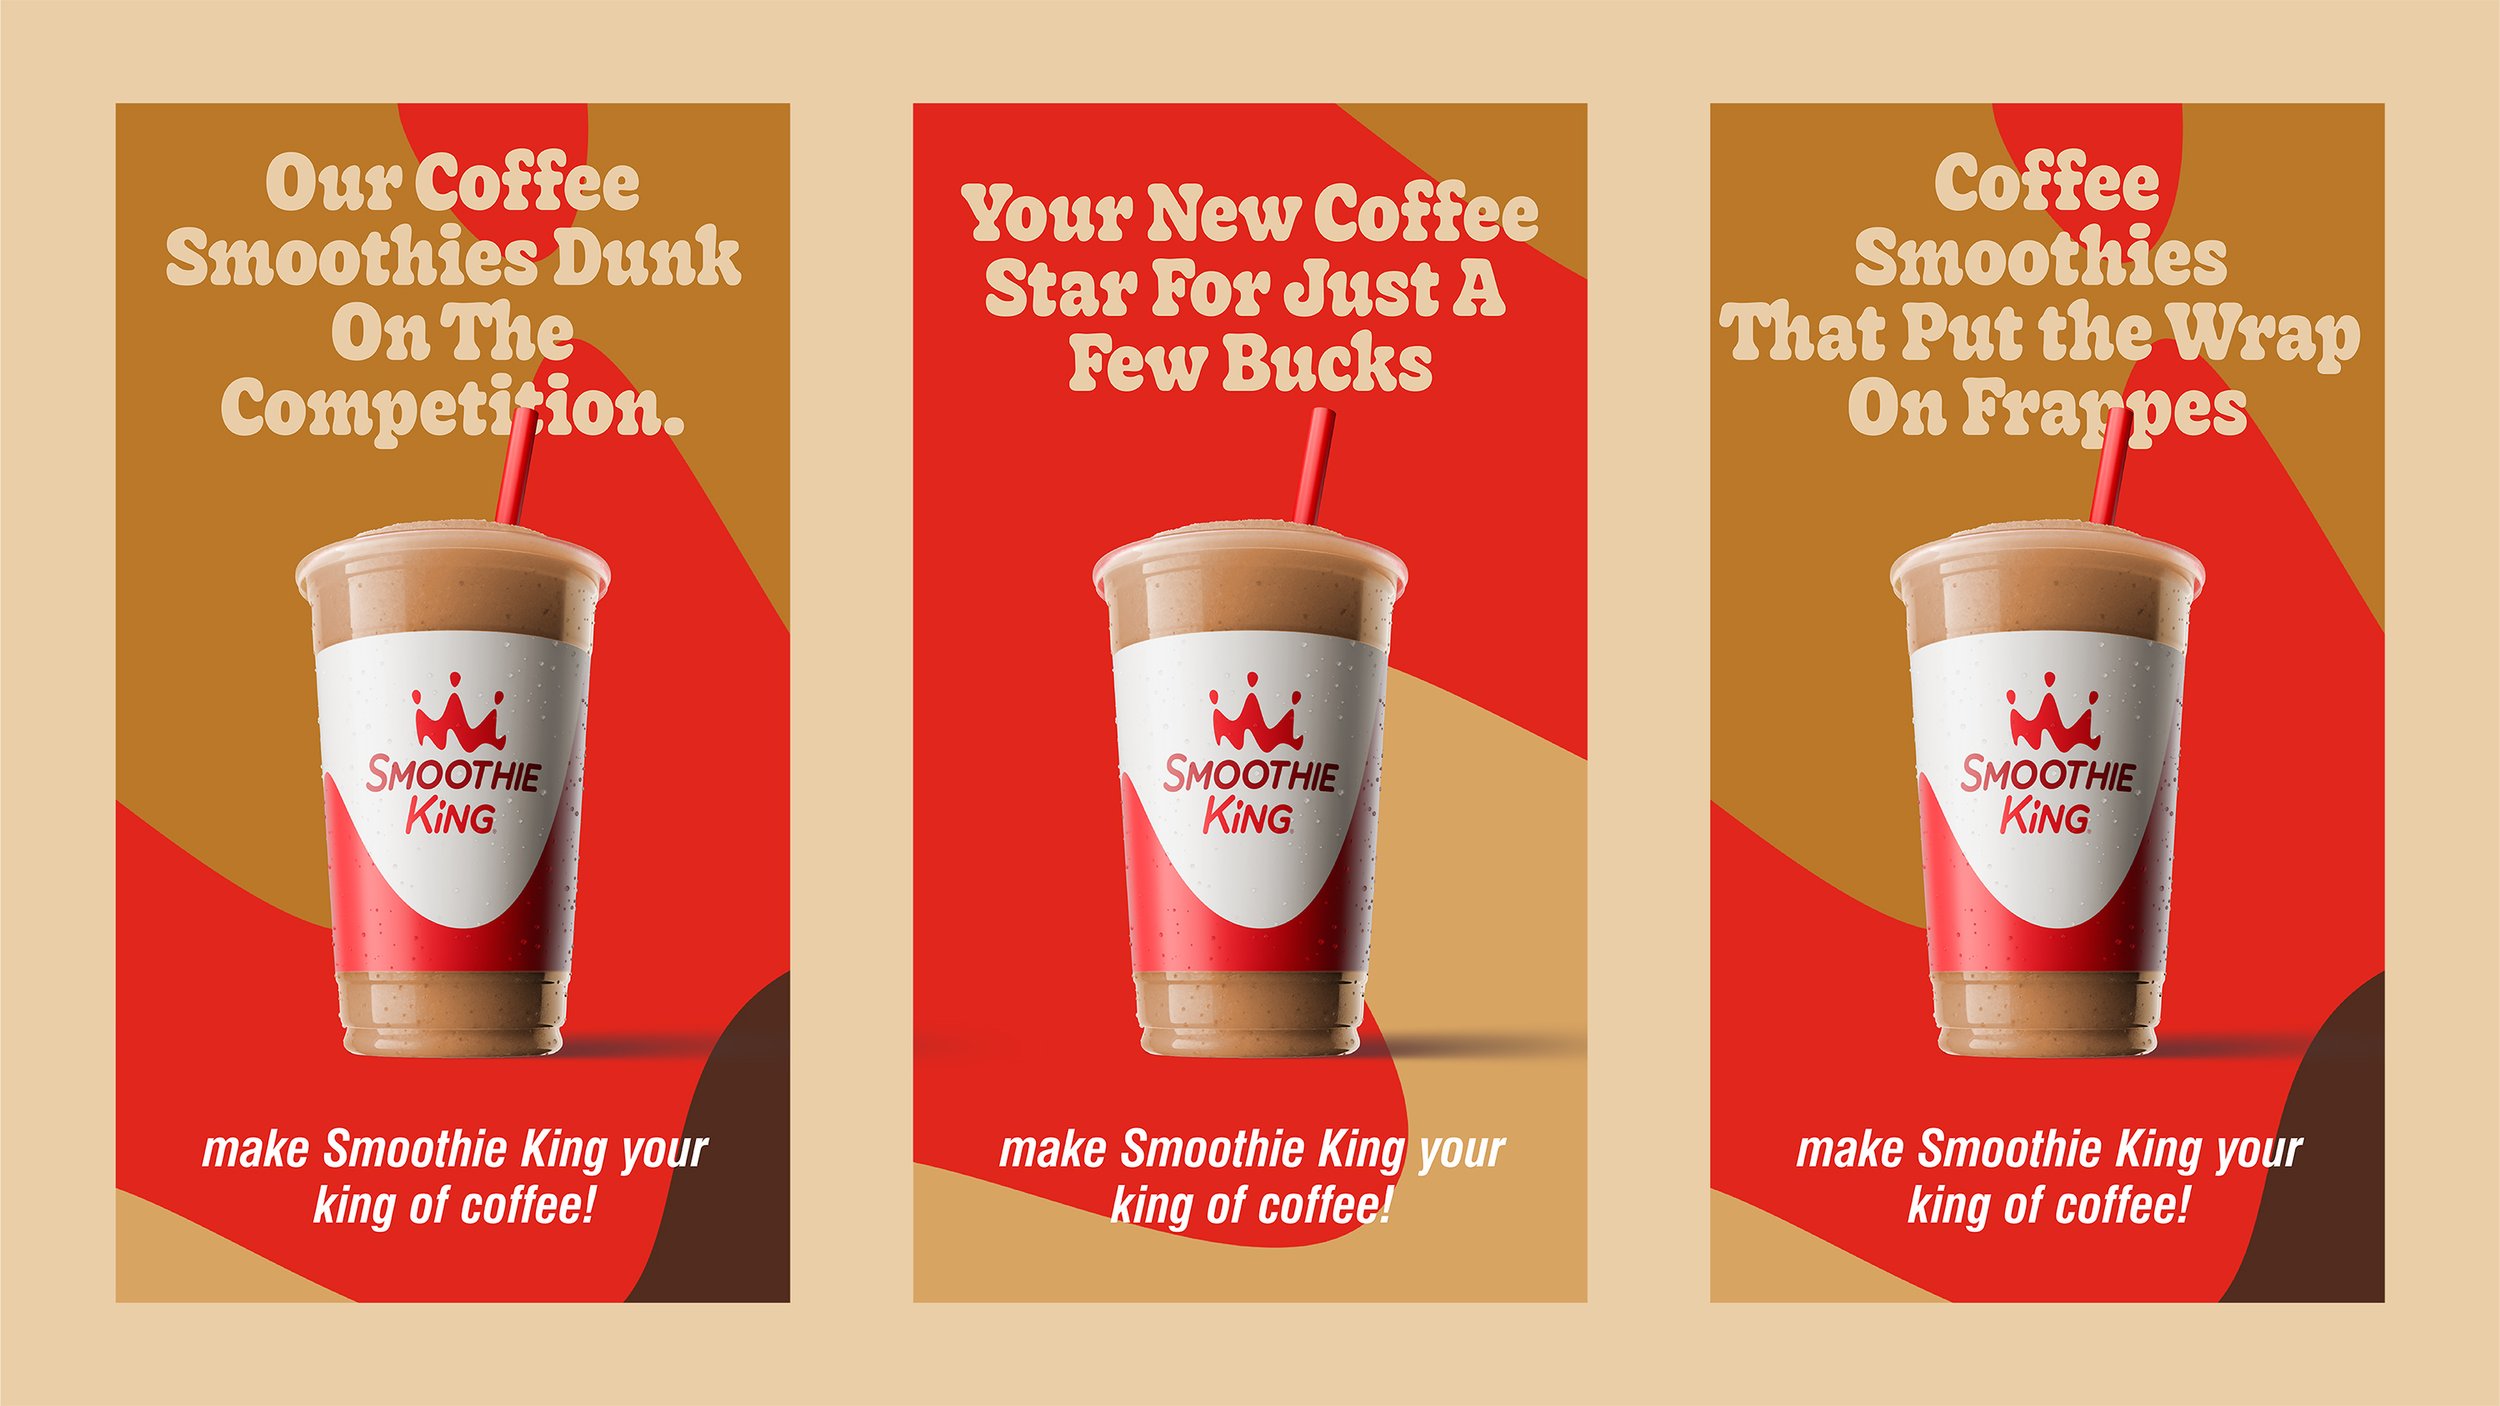 Our Coffee
Smoothies Dunk
On The
Competition.
SMOOTHIE
KiNG
make Smoothie King your
king of coffee!
Your New Coffee
Star For Just A
Few Bucks
SMOOTHIE
KiNG
make Smoothie King your
king of coffee!
Coffee
Smoothies
That Put the Wrap
On Frappes
SMOOTHIE
KiNG
make Smoothie King your
king of coffee!